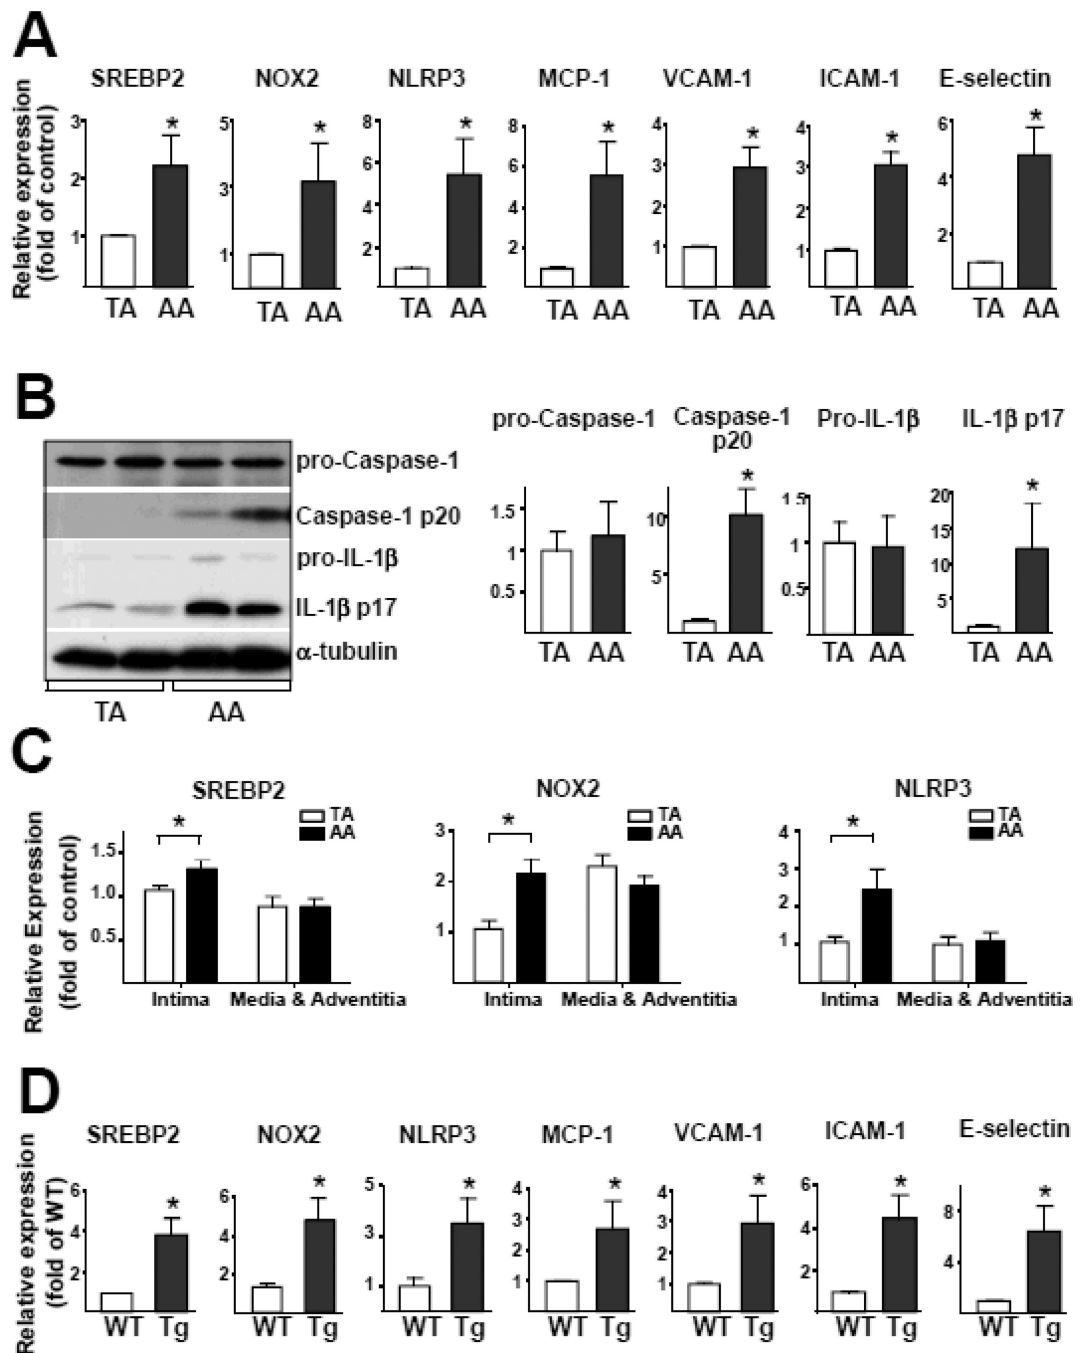 A
SREBP2 NOX2 NLRP3 MCP-1 VCAM-1 ICAM-1 E-selectin
Relative expression
(fold of control)
3 2 1
5 3 1
8 6 4 2
8 6 4 2
4 3 2 1
4 3 2 1
6 4 2
* * * * * * *
TA AA TA AA TA AA TA AA TA AA TA AA TA AA
B
pro-Caspase-1
Caspase-1 p20
pro-IL-1β
IL-1β p17
α-tubulin
TA AA
pro-Caspase-1 Caspase-1 Pro-IL-1β IL-1β p17
p20
1.5 1 0.5
10 5
1.5 1 0.5
20 15 10 5
* *
TA AA TA AA TA AA TA AA
C
SREBP2 NOX2 NLRP3
TA TA TA
AA AA AA
* * *
Relative Expression
(fold of control)
1.5 1.0 0.5
3 2 1
4 3 2 1
Intima Media & Adventitia Intima Media & Adventitia Intima Media & Adventitia
D
SREBP2 NOX2 NLRP3 MCP-1 VCAM-1 ICAM-1 E-selectin
Relative expression
(fold of WT)
6 4 2
6 4 2
5 3 1
4 3 2 1
4 3 2 1
6 4 2
8 4
* * * * * * *
WT Tg WT Tg WT Tg WT Tg WT Tg WT Tg WT Tg